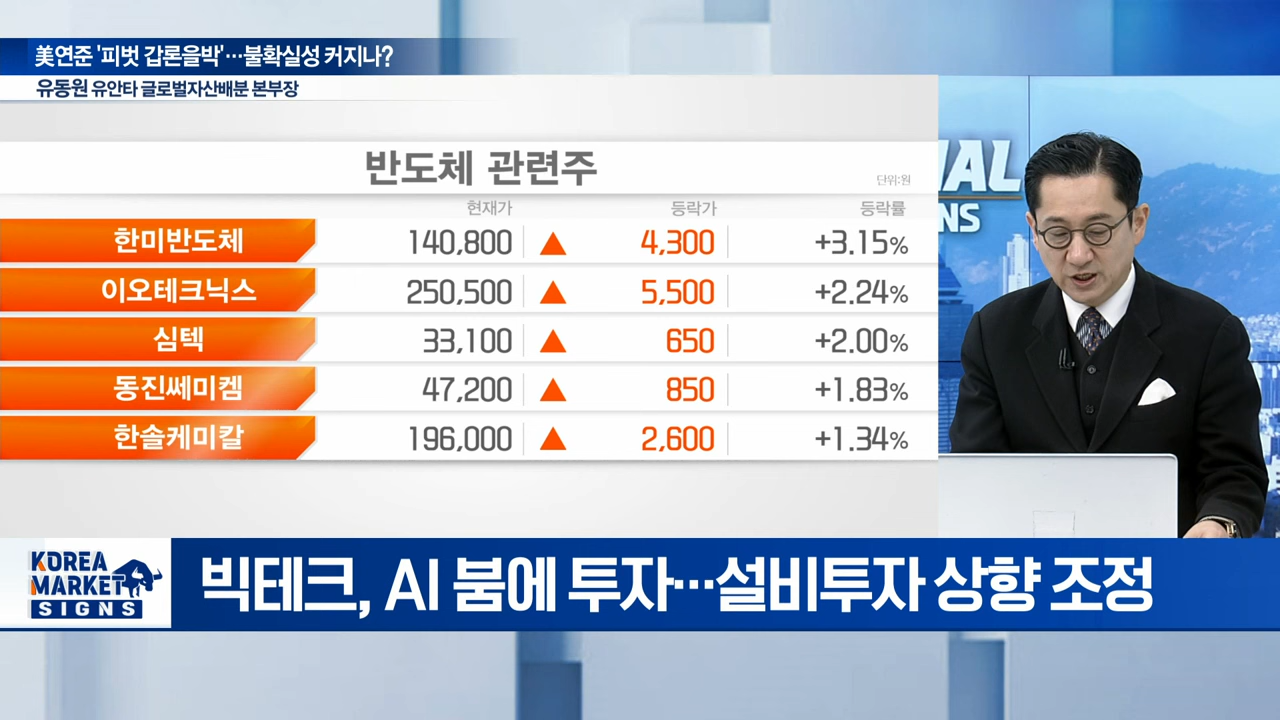 美연준 '피벗 갑론을박'…불확실성 커지나?
유동원 유안타 글로벌자산배분 본부장
반도체 관련주
단위:원
현재가 등락가 등락률
한미반도체 140,800 ▲ 4,300 +3.15%
이오테크닉스 250,500 ▲ 5,500 +2.24%
심텍 33,100 ▲ 650 +2.00%
동진쎄미켐 47,200 ▲ 850 +1.83%
한솔케미칼 196,000 ▲ 2,600 +1.34%
KOREA
MARKET
SIGNS
빅테크, AI 붐에 투자…설비투자 상향 조정